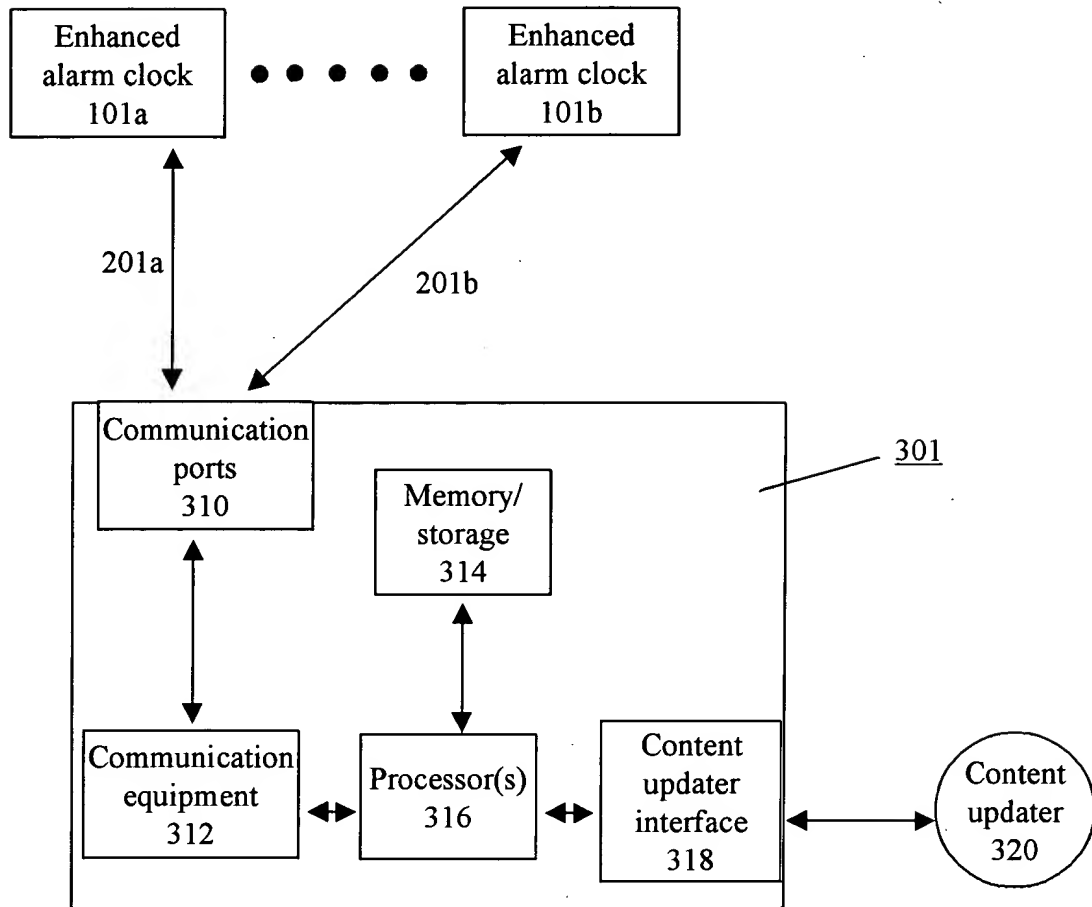 Enhanced
alarm clock
101a
Enhanced
alarm clock
101b
201a
201b
Communication
ports
310
301
Memory/
storage
314
Communication
equipment
312
Processor(s)
316
Content
updater
interface
318
Content
updater
320